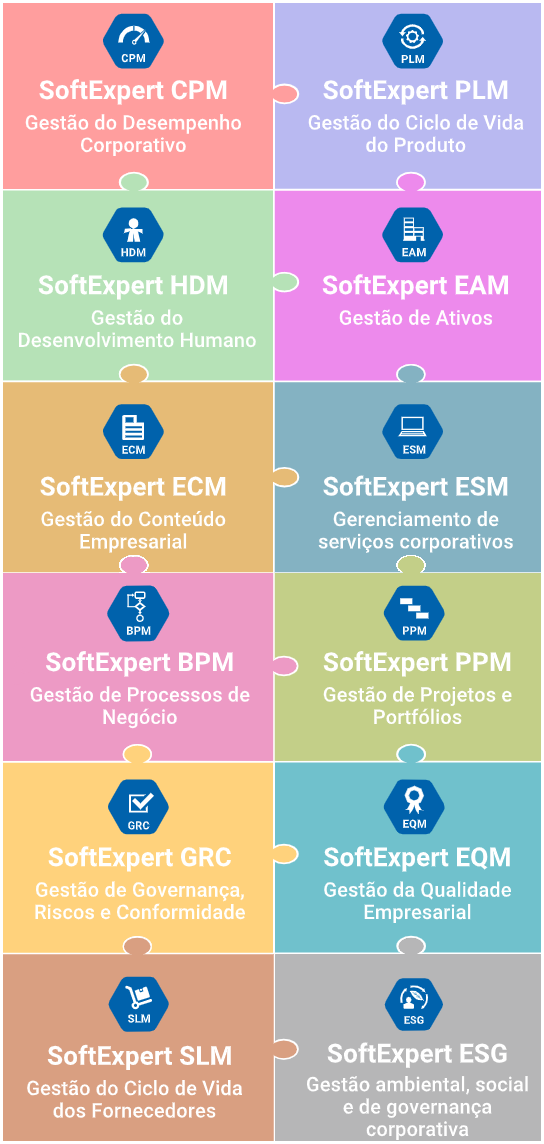 CPM
SoftExpert CPM
Gestão do Desempenho
Corporativo
PLM
SoftExpert PLM
Gestão do Ciclo de Vida
do Produto
HDM
SoftExpert HDM
Gestão do
Desenvolvimento Humano
EAM
SoftExpert EAM
Gestão de Ativos
ECM
SoftExpert ECM
Gestão do Conteúdo
Empresarial
ESM
SoftExpert ESM
Gerenciamento de
serviços corporativos
BPM
SoftExpert BPM
Gestão de Processos de
Negócio
PPM
SoftExpert PPM
Gestão de Projetos e
Portfólios
GRC
SoftExpert GRC
Gestão de Governança,
Riscos e Conformidade
EQM
SoftExpert EQM
Gestão da Qualidade
Empresarial
SLM
SoftExpert SLM
Gestão do Ciclo de Vida
dos Fornecedores
ESG
SoftExpert ESG
Gestão ambiental, social
e de governança
corporativa